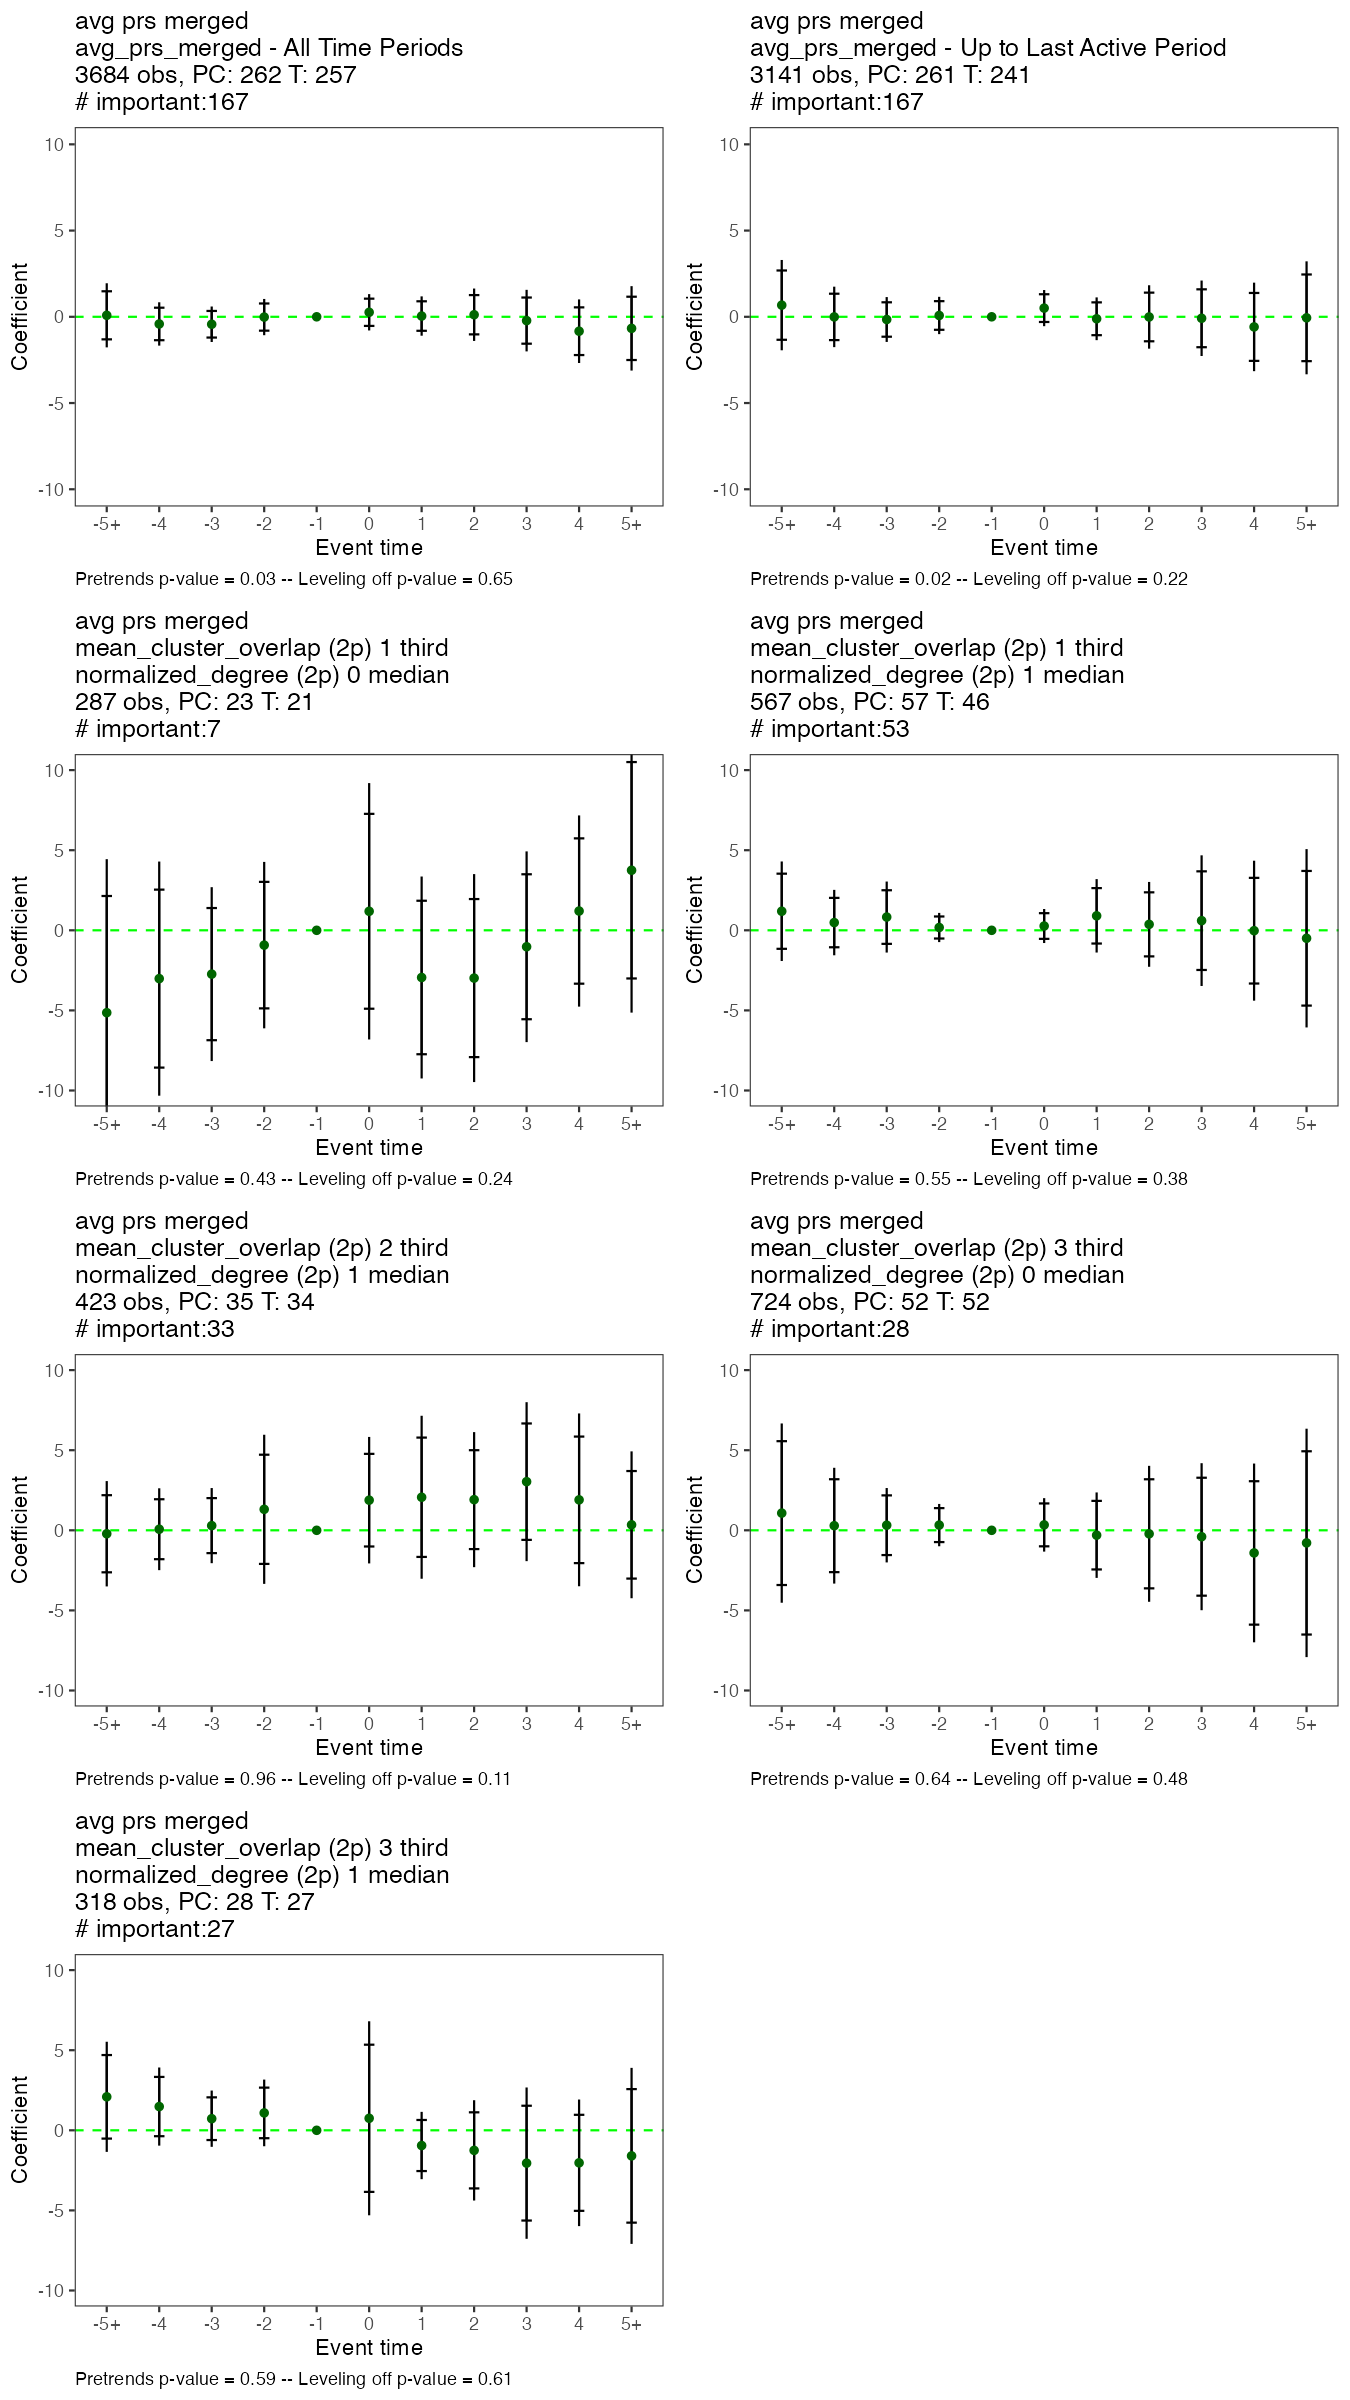 avg prs merged
avg_prs_merged - All Time Periods
3684 obs, PC: 262 T: 257
# important:167
10
5
0
-5
-10
Coefficient
-5+ -4 -3 -2 -1 0 1 2 3 4 5+
Event time
Pretrends p-value = 0.03 -- Leveling off p-value = 0.65
avg prs merged
avg_prs_merged - Up to Last Active Period
3141 obs, PC: 261 T: 241
# important:167
10
5
0
-5
-10
Coefficient
-5+ -4 -3 -2 -1 0 1 2 3 4 5+
Event time
Pretrends p-value = 0.02 -- Leveling off p-value = 0.22
avg prs merged
mean_cluster_overlap (2p) 1 third
normalized_degree (2p) 0 median
287 obs, PC: 23 T: 21
# important:7
10
5
0
-5
-10
Coefficient
-5+ -4 -3 -2 -1 0 1 2 3 4 5+
Event time
Pretrends p-value = 0.43 -- Leveling off p-value = 0.24
avg prs merged
mean_cluster_overlap (2p) 1 third
normalized_degree (2p) 1 median
567 obs, PC: 57 T: 46
# important:53
10
5
0
-5
-10
Coefficient
-5+ -4 -3 -2 -1 0 1 2 3 4 5+
Event time
Pretrends p-value = 0.55 -- Leveling off p-value = 0.38
avg prs merged
mean_cluster_overlap (2p) 2 third
normalized_degree (2p) 1 median
423 obs, PC: 35 T: 34
# important:33
10
5
0
-5
-10
Coefficient
-5+ -4 -3 -2 -1 0 1 2 3 4 5+
Event time
Pretrends p-value = 0.96 -- Leveling off p-value = 0.11
avg prs merged
mean_cluster_overlap (2p) 3 third
normalized_degree (2p) 0 median
724 obs, PC: 52 T: 52
# important:28
10
5
0
-5
-10
Coefficient
-5+ -4 -3 -2 -1 0 1 2 3 4 5+
Event time
Pretrends p-value = 0.64 -- Leveling off p-value = 0.48
avg prs merged
mean_cluster_overlap (2p) 3 third
normalized_degree (2p) 1 median
318 obs, PC: 28 T: 27
# important:27
10
5
0
-5
-10
Coefficient
-5+ -4 -3 -2 -1 0 1 2 3 4 5+
Event time
Pretrends p-value = 0.59 -- Leveling off p-value = 0.61